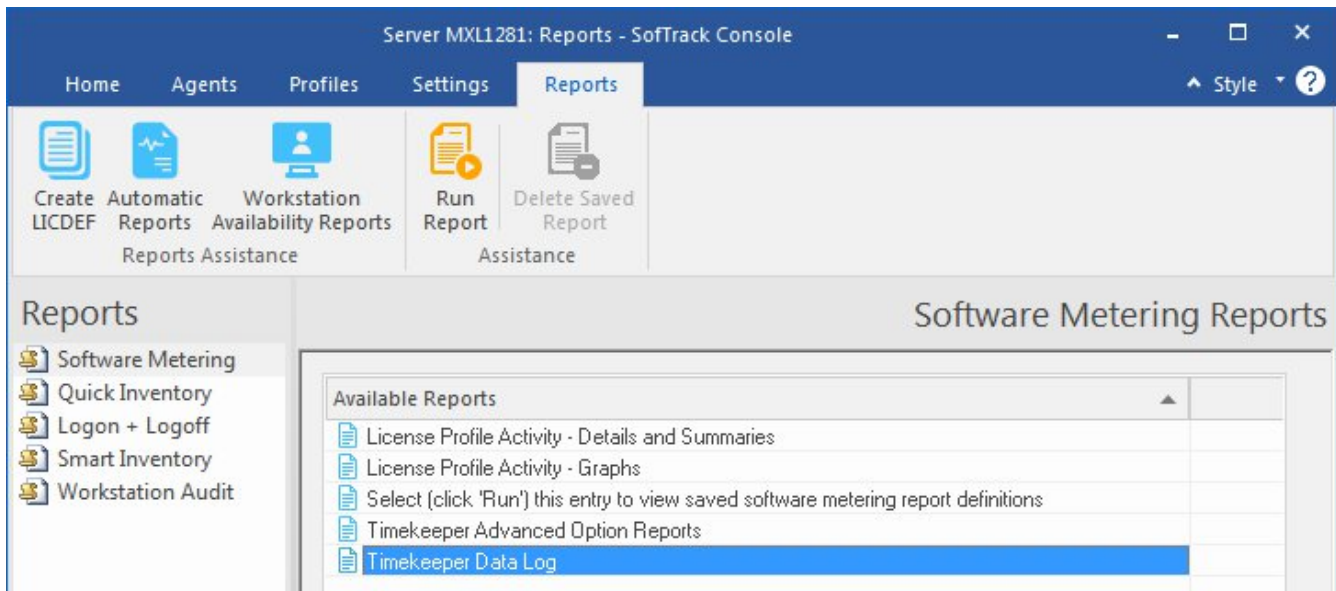 Server MXL1281: Reports - SofTrack Console
Home Agents Profiles Settings Reports Style ?
Create LICDEF
Automatic Reports
Workstation Availability Reports
Reports Assistance
Run Report
Delete Saved Report
Assistance
Reports
Software Metering
Quick Inventory
Logon + Logoff
Smart Inventory
Workstation Audit
Software Metering Reports
Available Reports
License Profile Activity - Details and Summaries
License Profile Activity - Graphs
Select (click 'Run') this entry to view saved software metering report definitions
Timekeeper Advanced Option Reports
Timekeeper Data Log